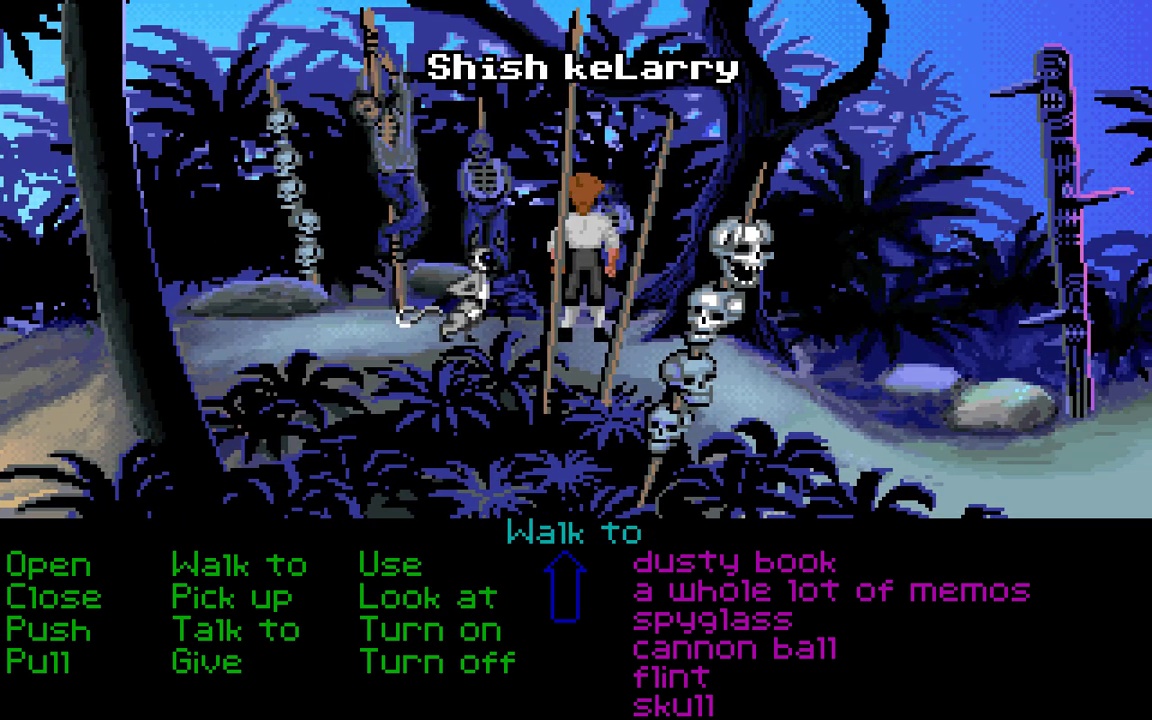 Shish keLarry
Walk to
Open Walk to Use
Close Pick up Look at
Push Talk to Turn on
Pull Give Turn off
dusty book
a whole lot of memos
spyglass
cannon ball
flint
skull